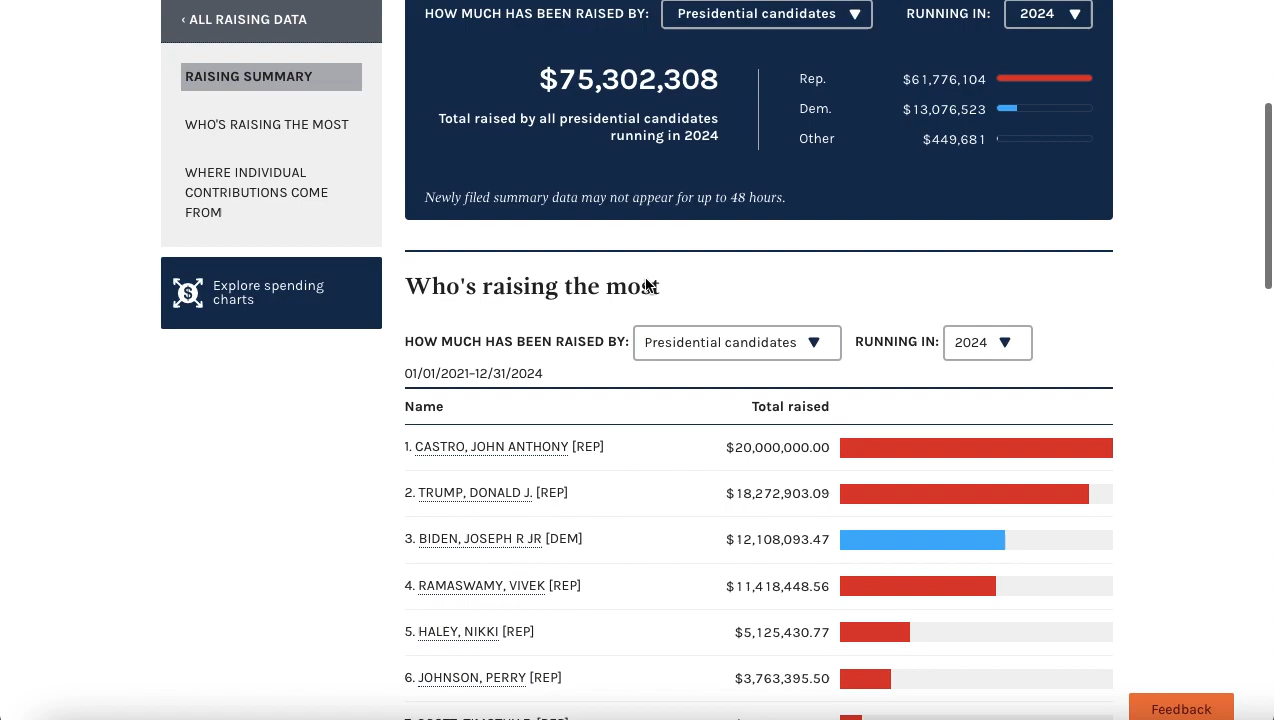 ‹ ALL RAISING DATA
RAISING SUMMARY
WHO'S RAISING THE MOST
WHERE INDIVIDUAL
CONTRIBUTIONS COME
FROM
Explore spending
charts
HOW MUCH HAS BEEN RAISED BY: Presidential candidates RUNNING IN: 2024
$75,302,308
Total raised by all presidential candidates
running in 2024
Rep. $61,776,104
Dem. $13,076,523
Other $449,681
Newly filed summary data may not appear for up to 48 hours.
Who's raising the most
HOW MUCH HAS BEEN RAISED BY: Presidential candidates RUNNING IN: 2024
01/01/2021–12/31/2024
Name Total raised
1. CASTRO, JOHN ANTHONY [REP] $20,000,000.00
2. TRUMP, DONALD J. [REP] $18,272,903.09
3. BIDEN, JOSEPH R JR [DEM] $12,108,093.47
4. RAMASWAMY, VIVEK [REP] $11,418,448.56
5. HALEY, NIKKI [REP] $5,125,430.77
6. JOHNSON, PERRY [REP] $3,763,395.50
Feedback